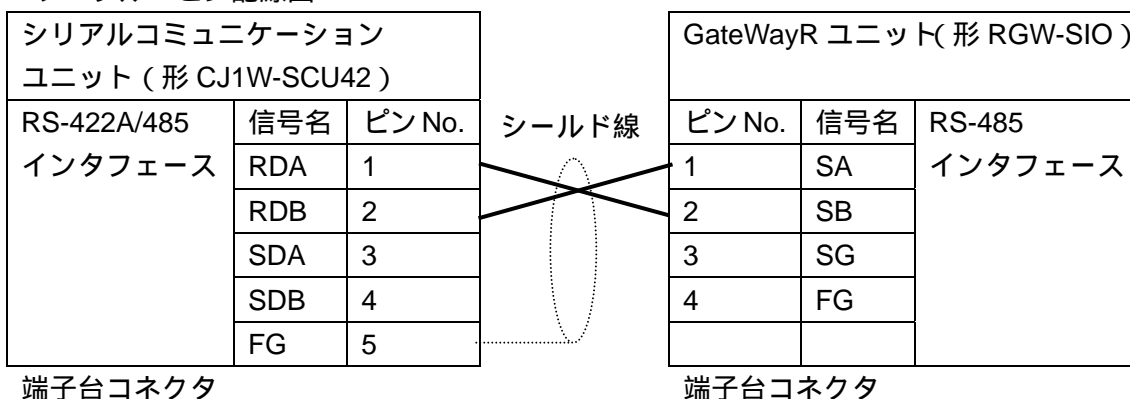 シリアルコミュニケーション
ユニット（形 CJ1W-SCU42）
RS-422A/485
インタフェース
信号名 ピン No.
RDA 1
RDB 2
SDA 3
SDB 4
FG 5
端子台コネクタ
シールド線
GateWayR ユニット（形 RGW-SIO）
ピン No. 信号名
1 SA
2 SB
3 SG
4 FG
RS-485
インタフェース
端子台コネクタ